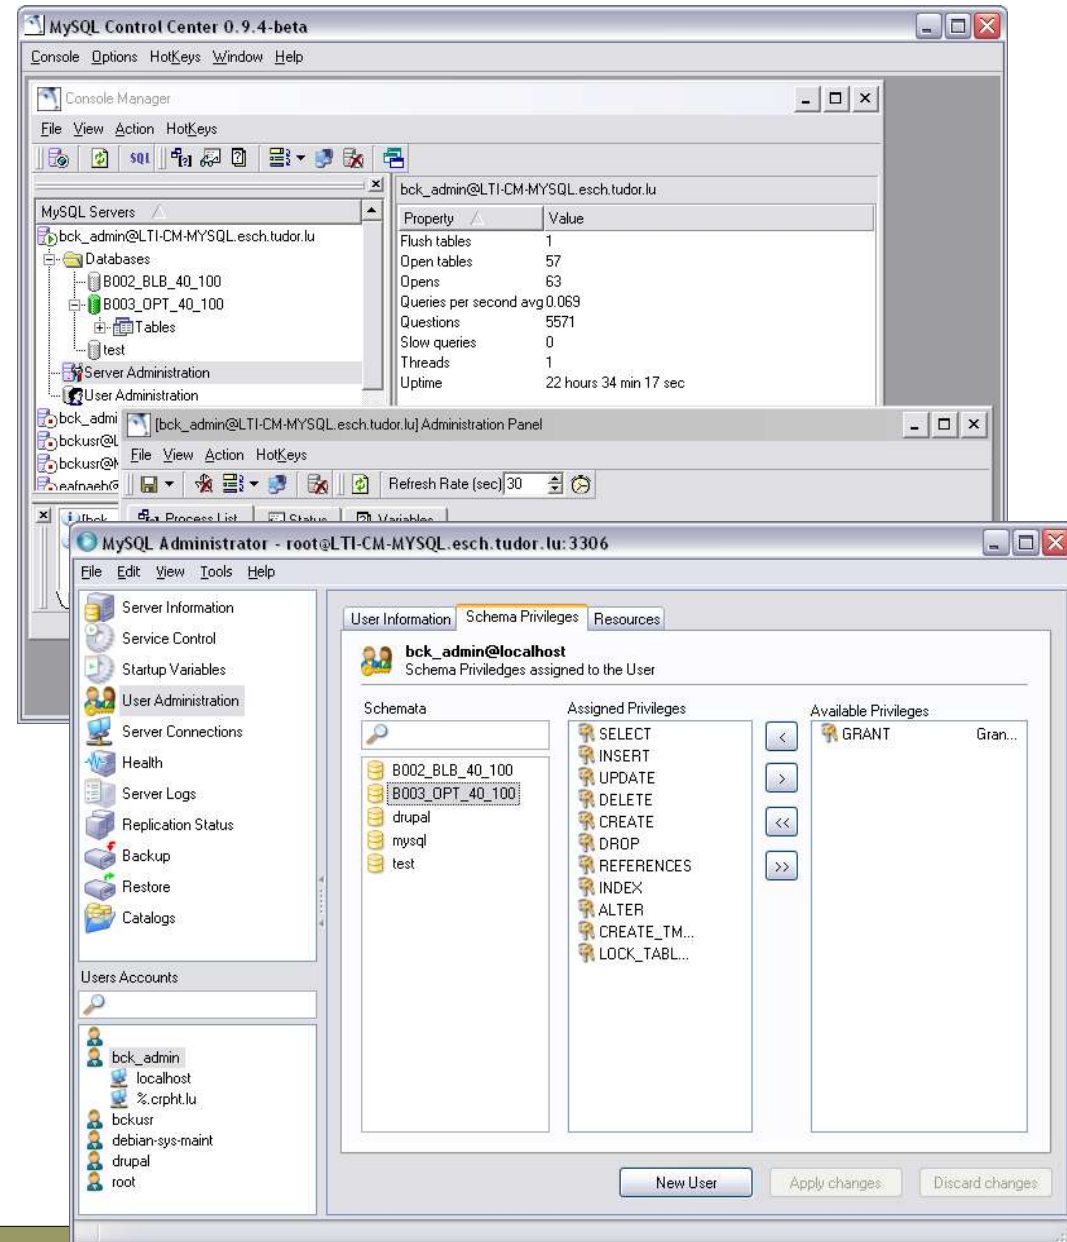 MySQL Control Center 0.9.4-beta
Console Options HotKeys Window Help
Console Manager
File View Action HotKeys
SQL
bck_admin@LTI-CM-MYSQL.esch.tudor.lu
MySQL Servers
Property Value
bck_admin@LTI-CM-MYSQL.esch.tudor.lu
Flush tables 1
Databases
Open tables 57
B002_BLB_40_100
Opens 63
B003_OPT_40_100
Queries per second avg 0.069
Tables
Questions 5571
test
Slow queries 0
Server Administration
Threads 1
User Administration
Uptime 22 hours 34 min 17 sec
bck_admi
[bck_admin@LTI-CM-MYSQL.esch.tudor.lu] Administration Panel
bckusr@L
File View Action HotKeys
bckusr@
Refresh Rate (sec) 30
Process List Status Variables
MySQL Administrator - root@LTI-CM-MYSQL.esch.tudor.lu:3306
File Edit View Tools Help
Server Information
Service Control
Startup Variables
User Administration
Server Connections
Health
Server Logs
Replication Status
Backup
Restore
Catalogs
Users Accounts
bck_admin
localhost
%.crpht.lu
bckusr
debian-sys-maint
drupal
root
User Information Schema Privileges Resources
bck_admin@localhost
Schema Priviledges assigned to the User
Schemata
B002_BLB_40_100
B003_OPT_40_100
drupal
mysql
test
Assigned Privileges
SELECT
INSERT
UPDATE
DELETE
CREATE
DROP
REFERENCES
INDEX
ALTER
CREATE_TM...
LOCK_TABL...
<
>
<<
>>
Available Privileges
GRANT Gran...
New User Apply changes Discard changes